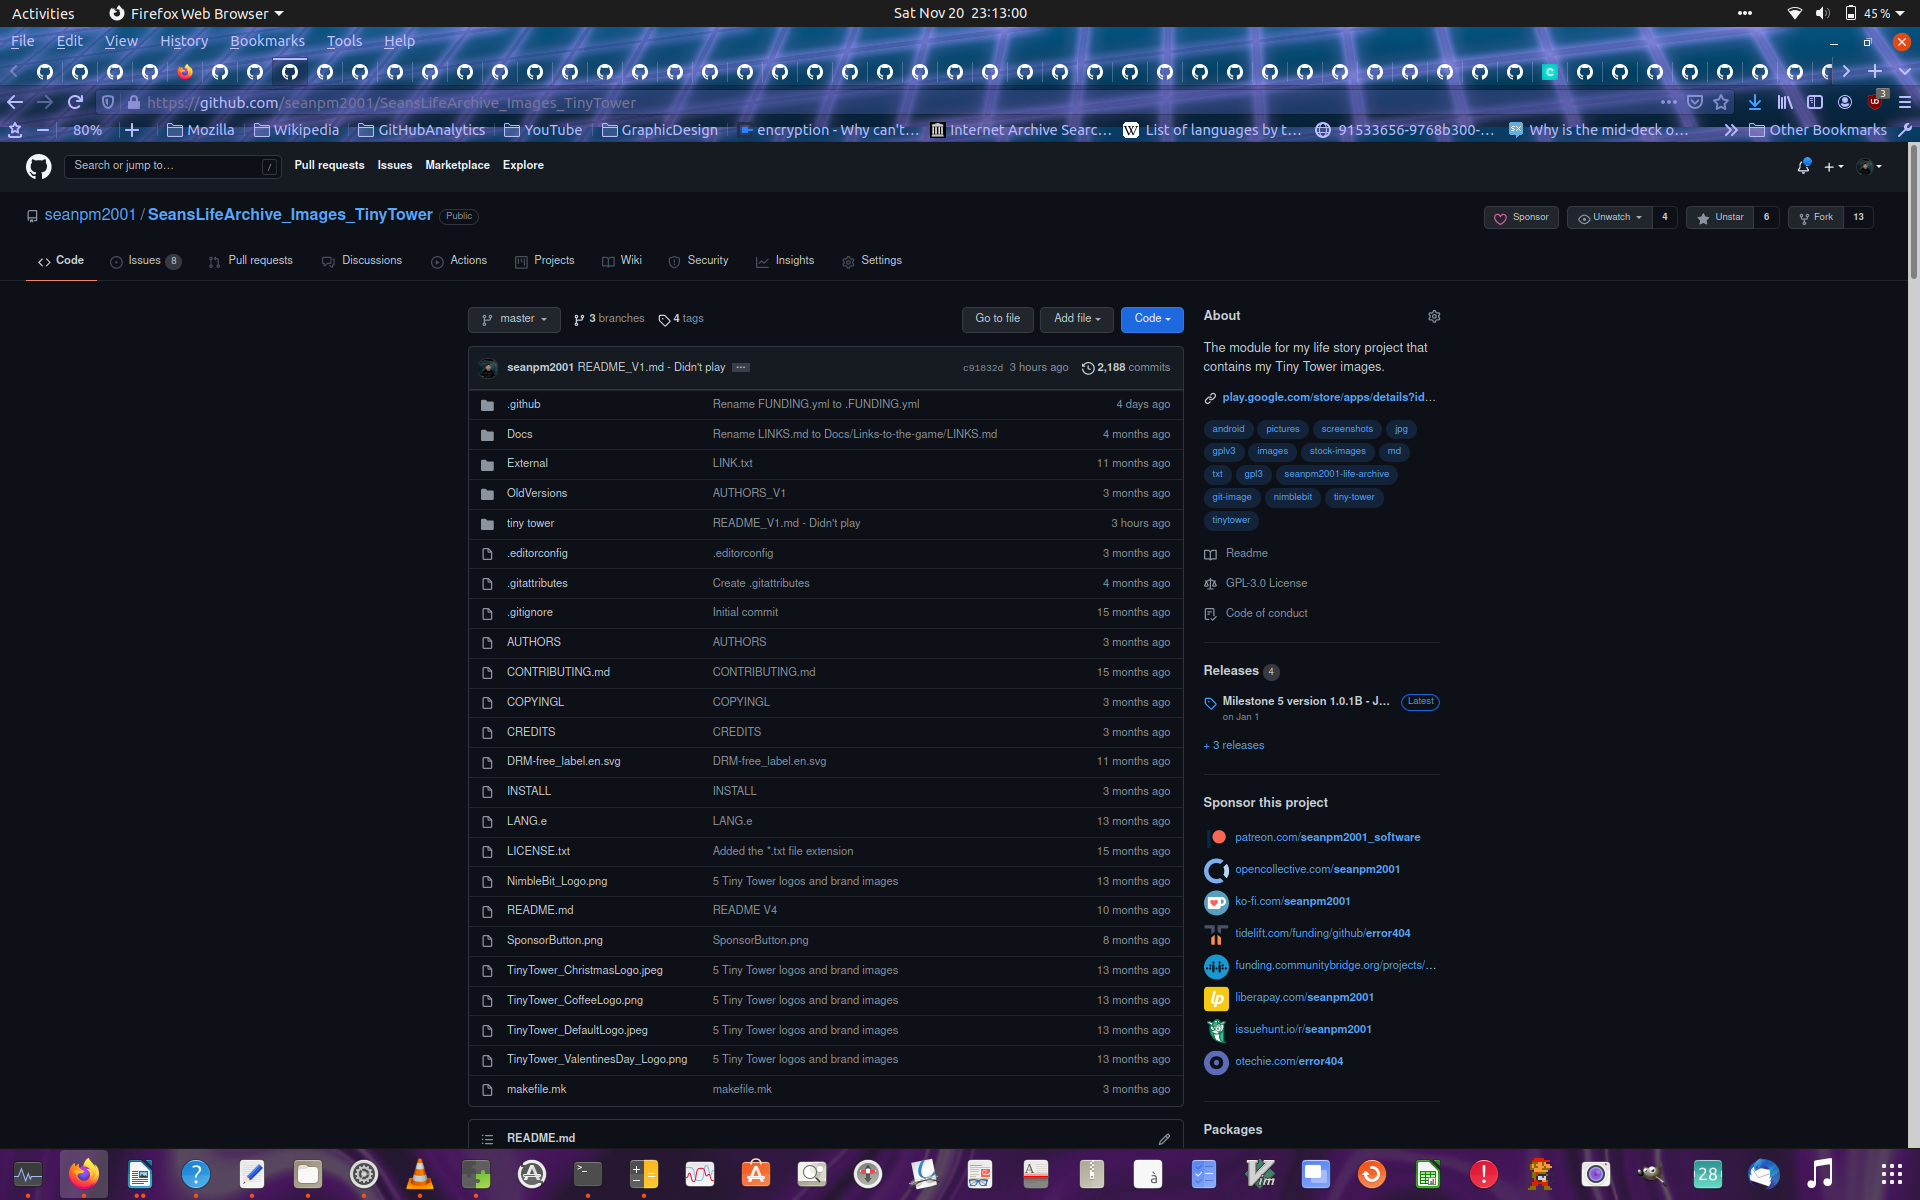 Activities
Firefox Web Browser
Sat Nov 20 23:13:00
45 %
File Edit View History Bookmarks Tools Help
https://github.com/seanpm2001/SeansLifeArchive_Images_TinyTower
3
80%
Mozilla
Wikipedia
GitHubAnalytics
YouTube
GraphicDesign
encryption - Why can't…
Internet Archive Searc…
List of languages by t…
91533656-9768b300-…
Why is the mid-deck o…
Other Bookmarks
Search or jump to…
/
Pull requests Issues Marketplace Explore
seanpm2001 / SeansLifeArchive_Images_TinyTower Public
Sponsor
Unwatch 4
Unstar 6
Fork 13
Code
Issues 8
Pull requests
Discussions
Actions
Projects
Wiki
Security
Insights
Settings
master
3 branches
4 tags
Go to file
Add file
Code
seanpm2001 README_V1.md - Didn't play … c91832d 3 hours ago 2,188 commits
.github Rename FUNDING.yml to .FUNDING.yml 4 days ago
Docs Rename LINKS.md to Docs/Links-to-the-game/LINKS.md 4 months ago
External LINK.txt 11 months ago
OldVersions AUTHORS_V1 3 months ago
tiny tower README_V1.md - Didn't play 3 hours ago
.editorconfig .editorconfig 3 months ago
.gitattributes Create .gitattributes 4 months ago
.gitignore Initial commit 15 months ago
AUTHORS AUTHORS 3 months ago
CONTRIBUTING.md CONTRIBUTING.md 15 months ago
COPYINGL COPYINGL 3 months ago
CREDITS CREDITS 3 months ago
DRM-free_label.en.svg DRM-free_label.en.svg 11 months ago
INSTALL INSTALL 3 months ago
LANG.e LANG.e 13 months ago
LICENSE.txt Added the *.txt file extension 15 months ago
NimbleBit_Logo.png 5 Tiny Tower logos and brand images 13 months ago
README.md README V4 10 months ago
SponsorButton.png SponsorButton.png 8 months ago
TinyTower_ChristmasLogo.jpeg 5 Tiny Tower logos and brand images 13 months ago
TinyTower_CoffeeLogo.png 5 Tiny Tower logos and brand images 13 months ago
TinyTower_DefaultLogo.jpeg 5 Tiny Tower logos and brand images 13 months ago
TinyTower_ValentinesDay_Logo.png 5 Tiny Tower logos and brand images 13 months ago
makefile.mk makefile.mk 3 months ago
README.md
About
The module for my life story project that
contains my Tiny Tower images.
play.google.com/store/apps/details?id…
android pictures screenshots jpg
gplv3 images stock-images md
txt gpl3 seanpm2001-life-archive
git-image nimblebit tiny-tower
tinytower
Readme
GPL-3.0 License
Code of conduct
Releases 4
Milestone 5 version 1.0.1B - J… Latest
on Jan 1
+ 3 releases
Sponsor this project
patreon.com/seanpm2001_software
opencollective.com/seanpm2001
ko-fi.com/seanpm2001
tidelift.com/funding/github/error404
funding.communitybridge.org/projects/…
liberapay.com/seanpm2001
issuehunt.io/r/seanpm2001
otechie.com/error404
Packages
28